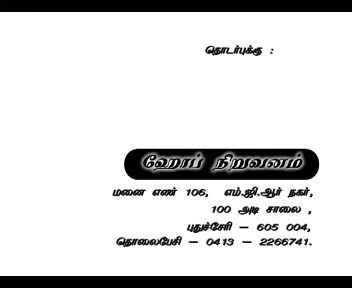 தொடர்புக்கு :
ஹோப் நிறுவனம்
மனை எண் 106, எம்.ஜி.ஆர் நகர்,
100 அடி சாலை ,
புதுச்சேரி – 605 004,
தொலைபேசி – 0413 – 2266741.